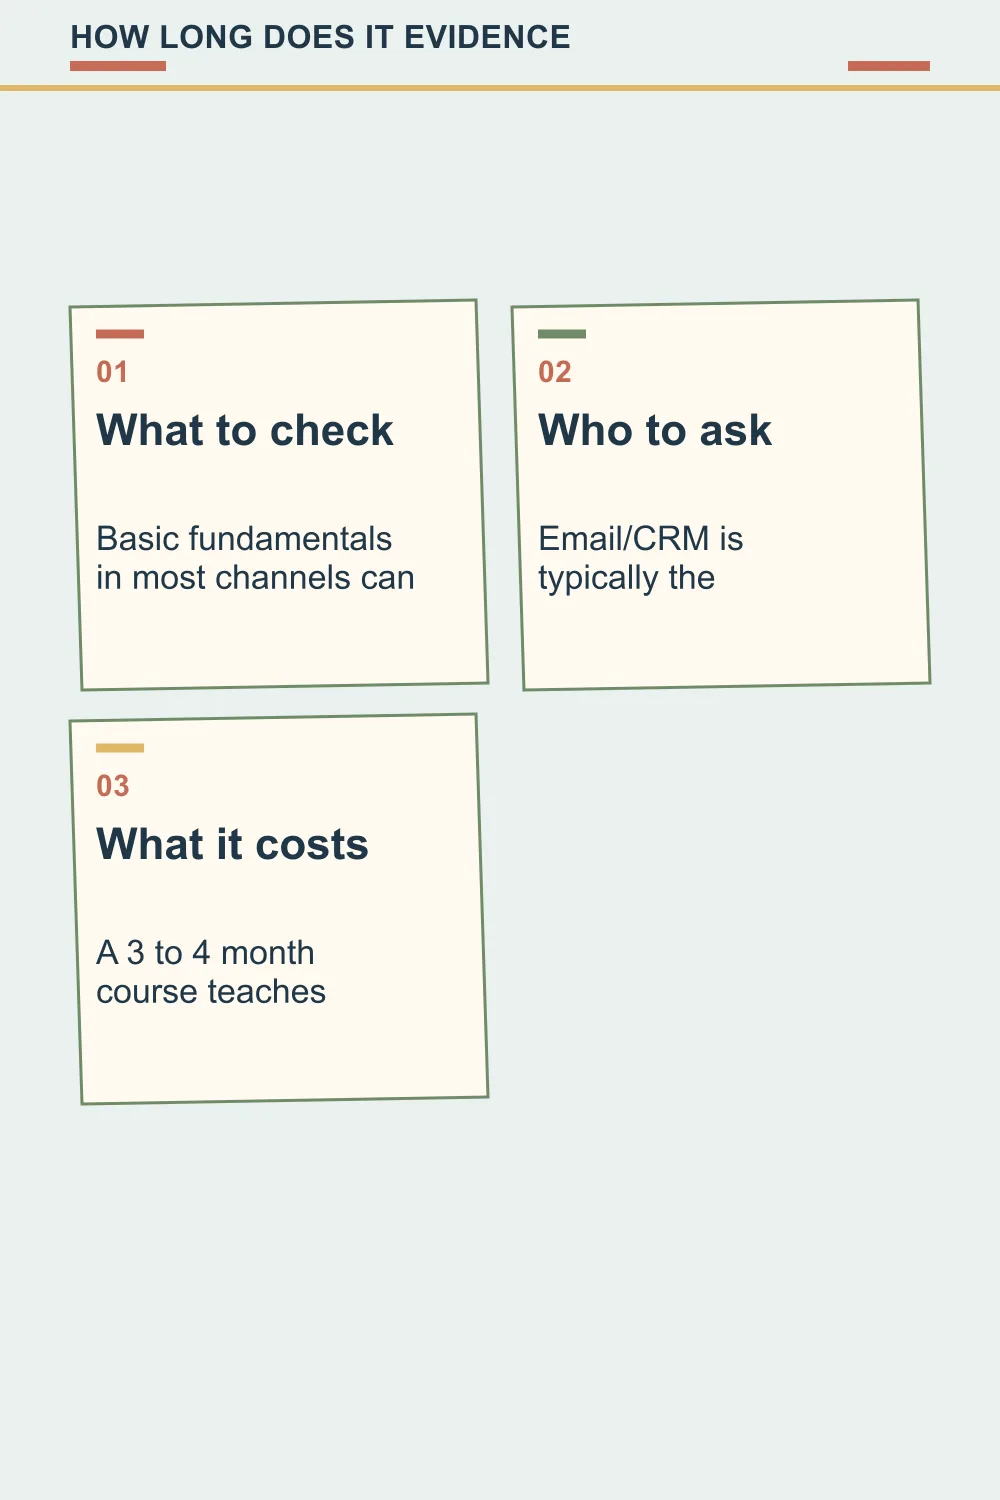 HOW LONG DOES IT EVIDENCE
01
What to check
Basic fundamentals
in most channels can
02
Who to ask
Email/CRM is
typically the
03
What it costs
A 3 to 4 month
course teaches